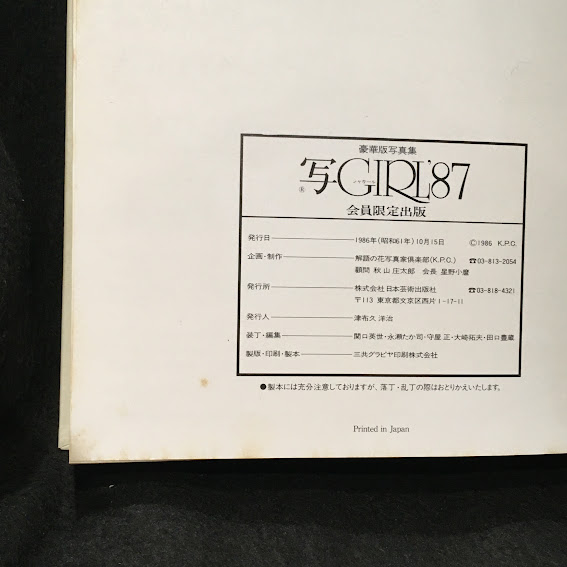 豪華版写真集
写GIRL'87
シャガール
®
会員限定出版
発行日 1986年(昭和61年)10月15日 ©1986 K.P.C.
企画・制作 解語の花写真家倶楽部(K.P.C.) ☎03-813-2054
顧問 秋山庄太郎 会長 星野小麿
発行所 株式会社日本芸術出版社 ☎03-818-4321
〒113 東京都文京区西片1-17-11
発行人 津布久 洋治
装丁・編集 関口英世・永瀬たか司・守屋 正・大崎拓夫・田口豊蔵
製版・印刷・製本 三共グラビヤ印刷株式会社
●製本には充分注意しておりますが、落丁・乱丁の際はおとりかえいたします。
Printed in Japan